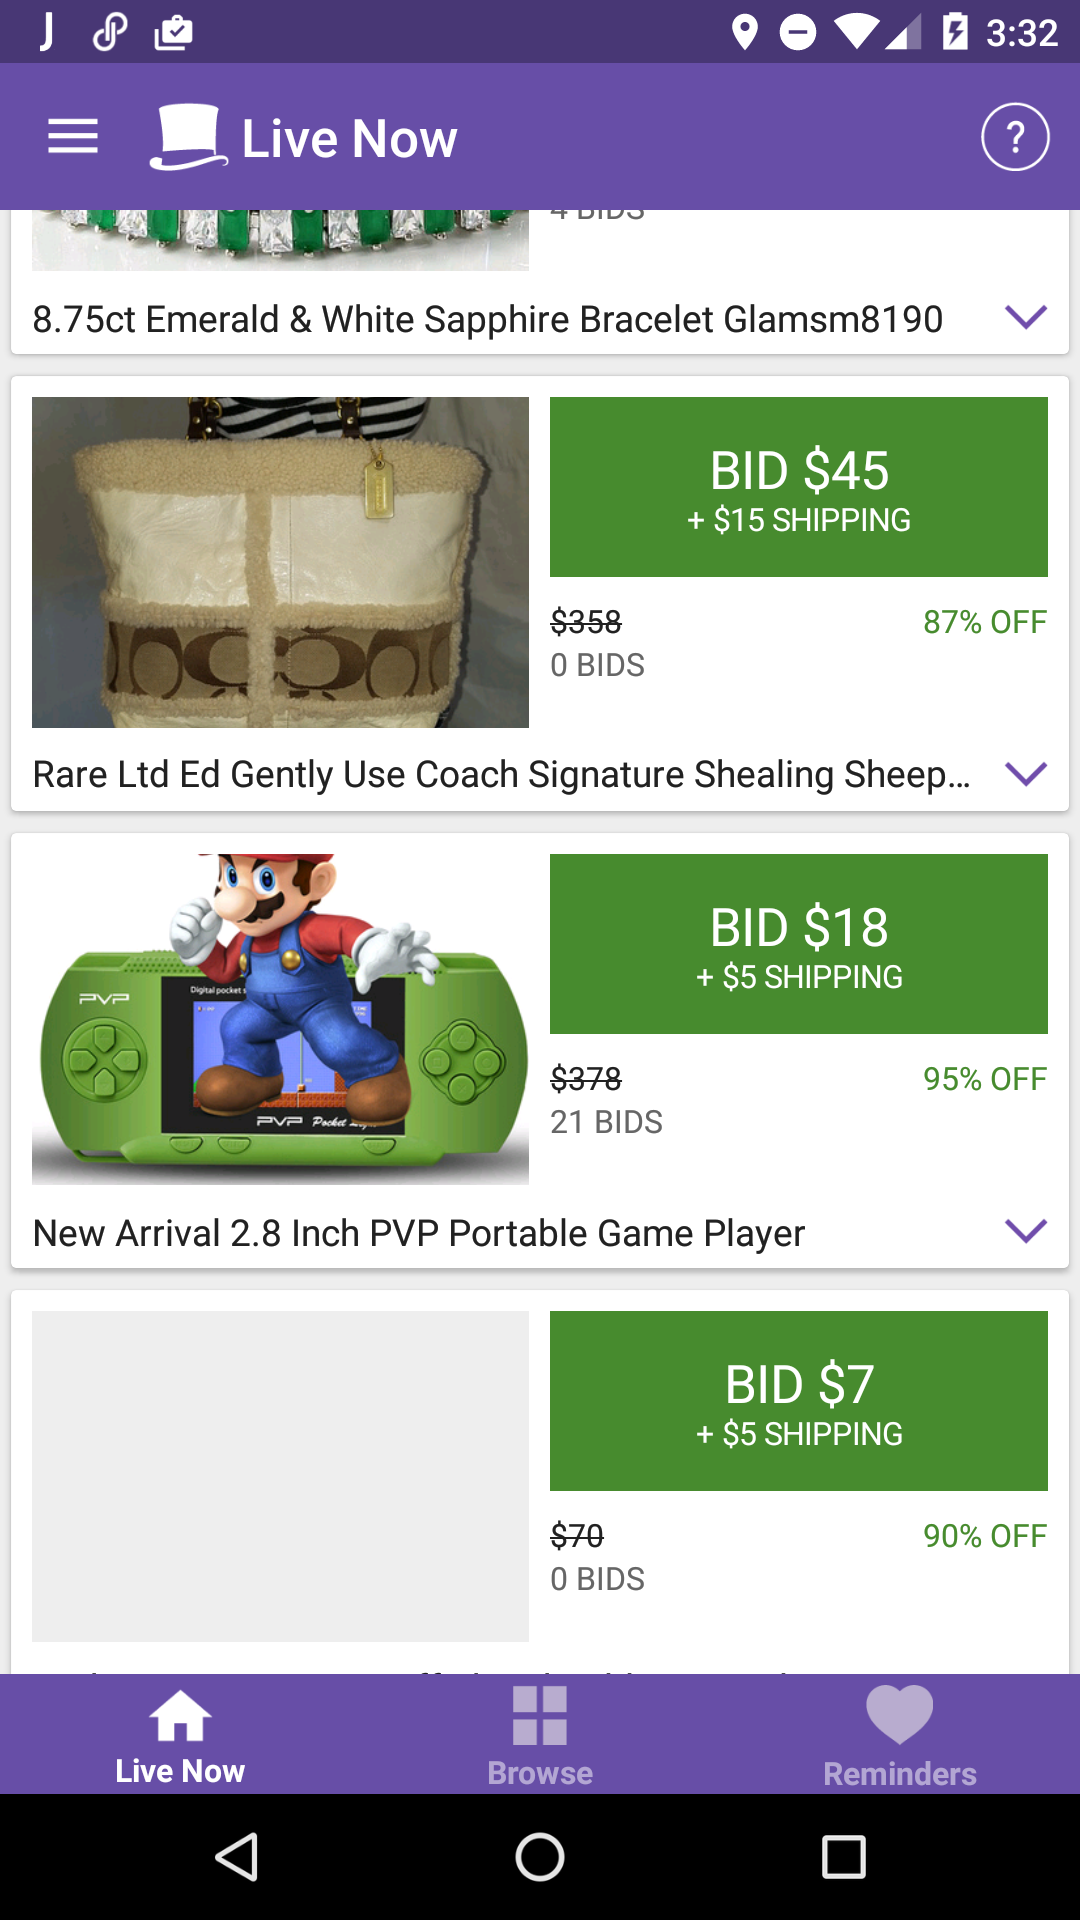 3:32
Live Now
?
4 BIDS
8.75ct Emerald & White Sapphire Bracelet Glamsm8190
BID $45
+ $15 SHIPPING
$358
87% OFF
0 BIDS
Rare Ltd Ed Gently Use Coach Signature Shealing Sheep...
PVP
Digital pocket s
PVP Pocket
BID $18
+ $5 SHIPPING
$378
95% OFF
21 BIDS
New Arrival 2.8 Inch PVP Portable Game Player
BID $7
+ $5 SHIPPING
$70
90% OFF
0 BIDS
Live Now
Browse
Reminders